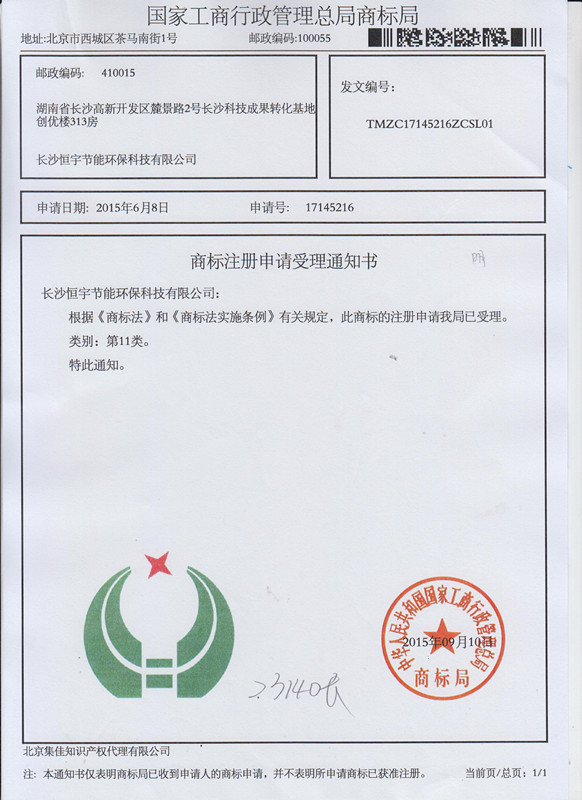 国家工商行政管理总局商标局
地址:北京市西城区茶马南街1号 邮政编码:100055
邮政编码: 410015
湖南省长沙高新开发区麓景路2号长沙科技成果转化基地
创优楼313房
长沙恒宇节能环保科技有限公司
发文编号:
TMZC17145216ZCSL01
申请日期: 2015年6月8日 申请号: 17145216
商标注册申请受理通知书
长沙恒宇节能环保科技有限公司:
根据《商标法》和《商标法实施条例》有关规定，此商标的注册申请我局已受理。
类别: 第11类。
特此通知。
中华人民共和国国家工商行政管理总局
2015年09月10日
商标局
北京集佳知识产权代理有限公司
注: 本通知书仅表明商标局已收到申请人的商标申请，并不表明所申请商标已获准注册。 当前页/总页: 1/1